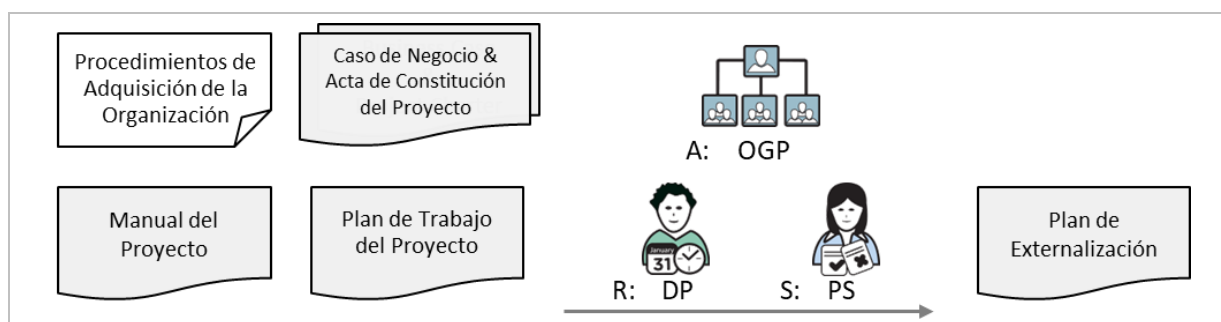 Procedimientos de
Adquisición de la
Organización
Caso de Negocio &
Acta de Constitución
del Proyecto
A: OGP
Manual del
Proyecto
Plan de Trabajo
del Proyecto
January
31
R: DP
S: PS
Plan de
Externalización